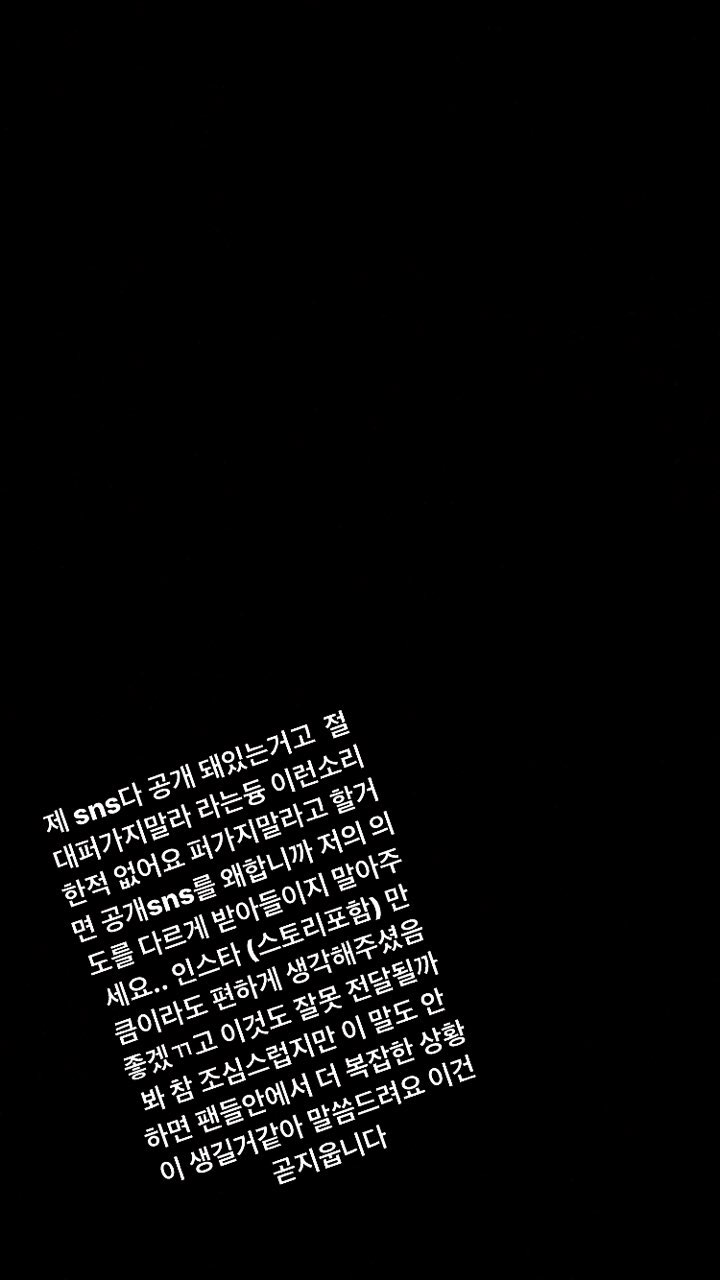 제 sns다 공개 돼있는거고  절
대퍼가지말라 라는둥 이런소리
한적 없어요 퍼가지말라고 할거
면 공개sns를 왜합니까 저의 의
도를 다르게 받아들이지 말아주
세요.. 인스타 (스토리포함) 만
큼이라도 편하게 생각해주셨음
좋겠ㄲ고 이것도 잘못 전달될까
봐 참 조심스럽지만 이 말도 안
하면 팬들안에서 더 복잡한 상황
이 생길거같아 말씀드려요 이건
곧지웁니다